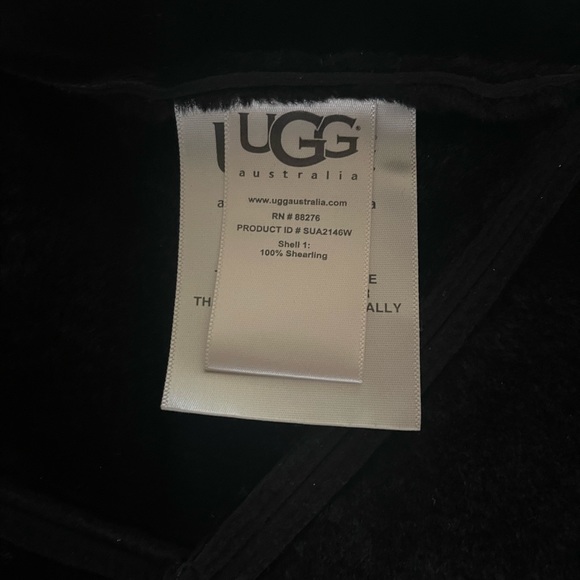 UGG®
australia
www.uggaustralia.com
RN # 88276
PRODUCT ID # SUA2146W
Shell 1:
100% Shearling